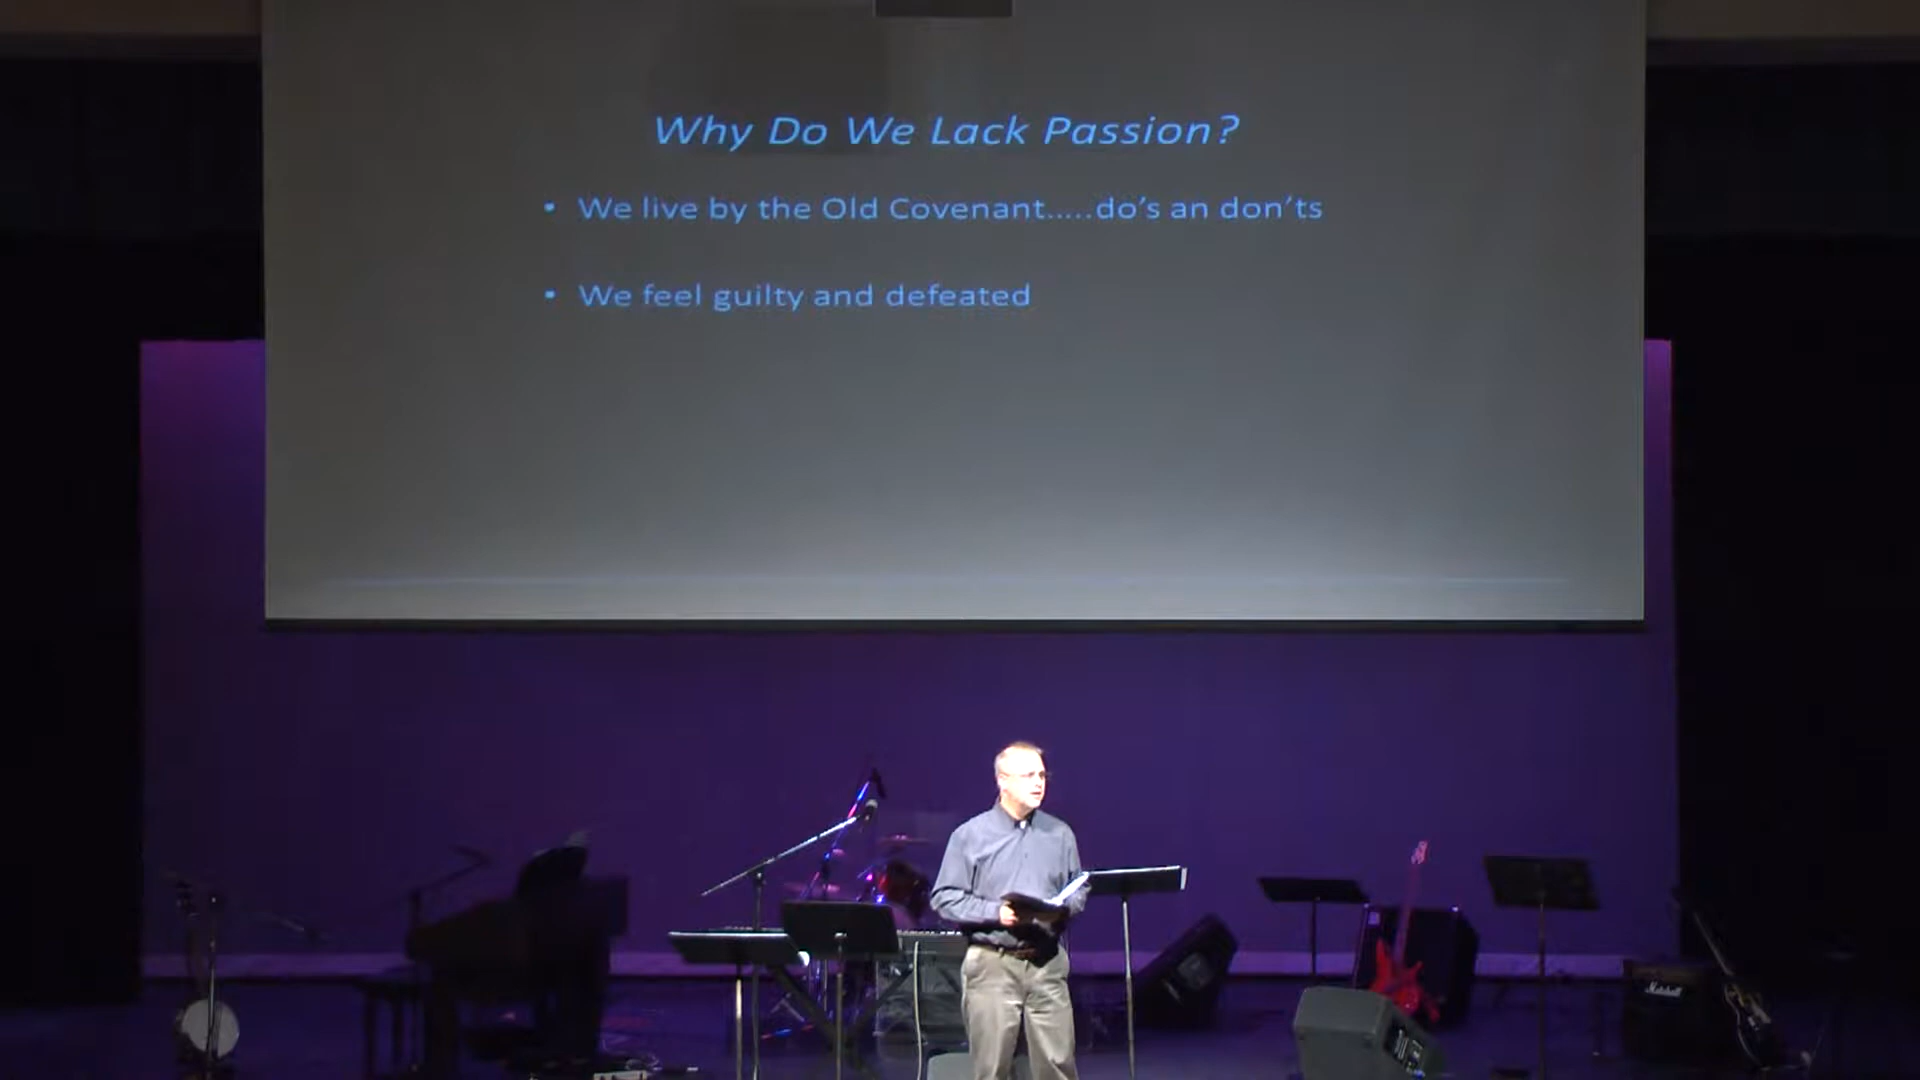 Why Do We Lack Passion?
• We live by the Old Covenant.....do's an don'ts
• We feel guilty and defeated
Marshall